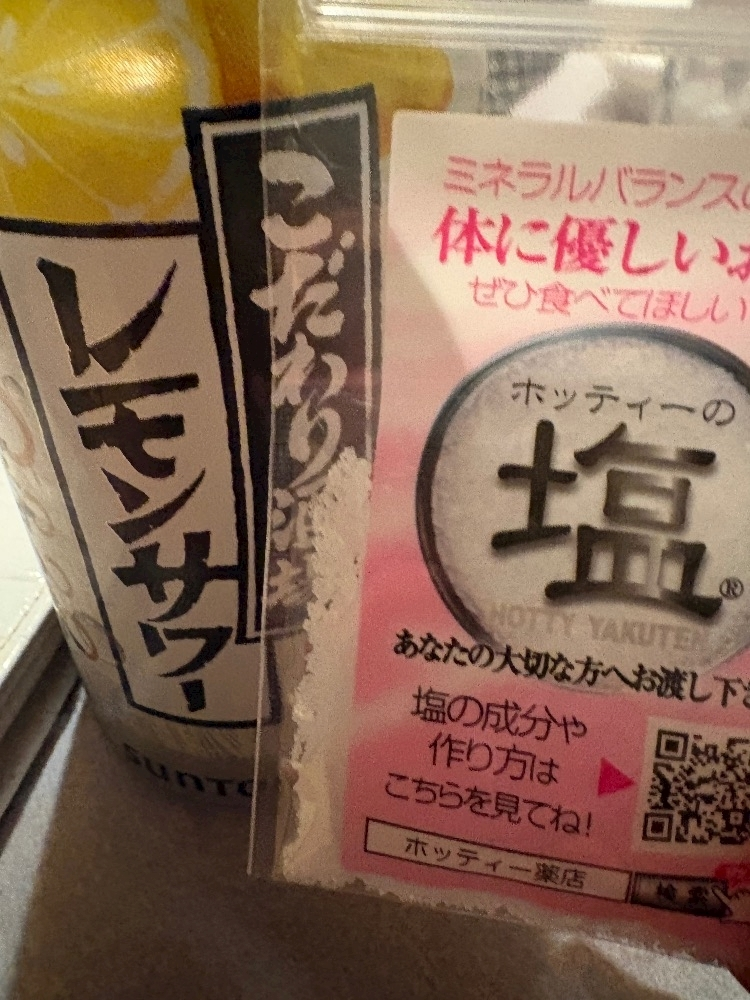 レモンサワー
こだわり酒場
SUNTO
ミネラルバランスの
体に優しいお
ぜひ食べてほしい
ホッティーの
塩®
HOTTY YAKUTEN
あなたの大切な方へお渡し下さ
塩の成分や
作り方は
こちらを見てね!
ホッティー薬店
検索